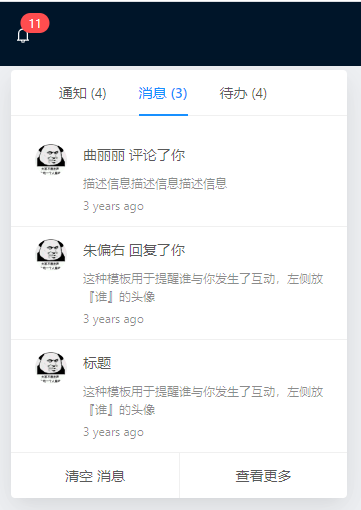 11
通知 (4) 消息 (3) 待办 (4)
曲丽丽 评论了你
描述信息描述信息描述信息
3 years ago
朱偏右 回复了你
这种模板用于提醒谁与你发生了互动，左侧放
『谁』的头像
3 years ago
标题
这种模板用于提醒谁与你发生了互动，左侧放
『谁』的头像
3 years ago
清空 消息 查看更多